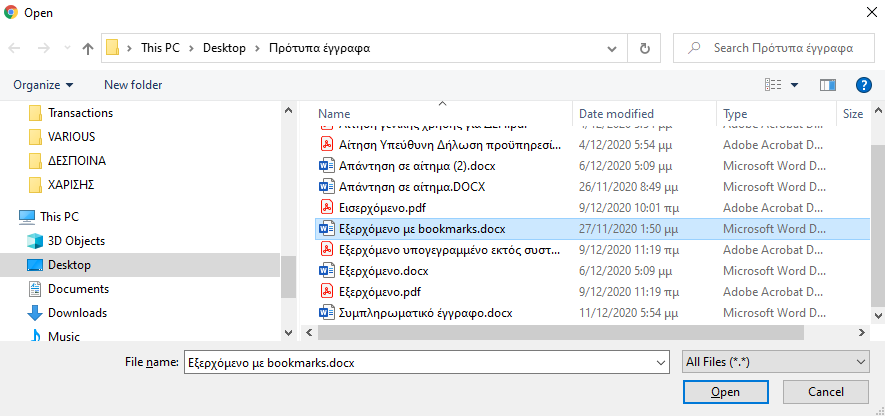 Open
This PC > Desktop > Πρότυπα έγγραφα
Search Πρότυπα έγγραφα
Organize
New folder
Transactions
VARIOUS
ΔΕΣΠΟΙΝΑ
ΧΑΡΙΣΗΣ
This PC
3D Objects
Desktop
Documents
Downloads
Music
Name Date modified Type Size
Αίτηση Υπεύθυνη Δήλωση προϋπηρεσί... 4/12/2020 5:54 μμ Adobe Acrobat D...
Απάντηση σε αίτημα (2).docx 6/12/2020 5:09 μμ Microsoft Word D...
Απάντηση σε αίτημα.DOCX 26/11/2020 8:49 μμ Microsoft Word D...
Εισερχόμενο.pdf 9/12/2020 10:01 πμ Adobe Acrobat D...
Εξερχόμενο με bookmarks.docx 27/11/2020 1:50 μμ Microsoft Word D...
Εξερχόμενο υπογεγραμμένο εκτός συστ... 9/12/2020 11:19 πμ Adobe Acrobat D...
Εξερχόμενο.docx 6/12/2020 5:09 μμ Microsoft Word D...
Εξερχόμενο.pdf 9/12/2020 11:19 πμ Adobe Acrobat D...
Συμπληρωματικό έγγραφο.docx 11/12/2020 5:54 μμ Microsoft Word D...
File name: Εξερχόμενο με bookmarks.docx
All Files (*.*)
Open
Cancel